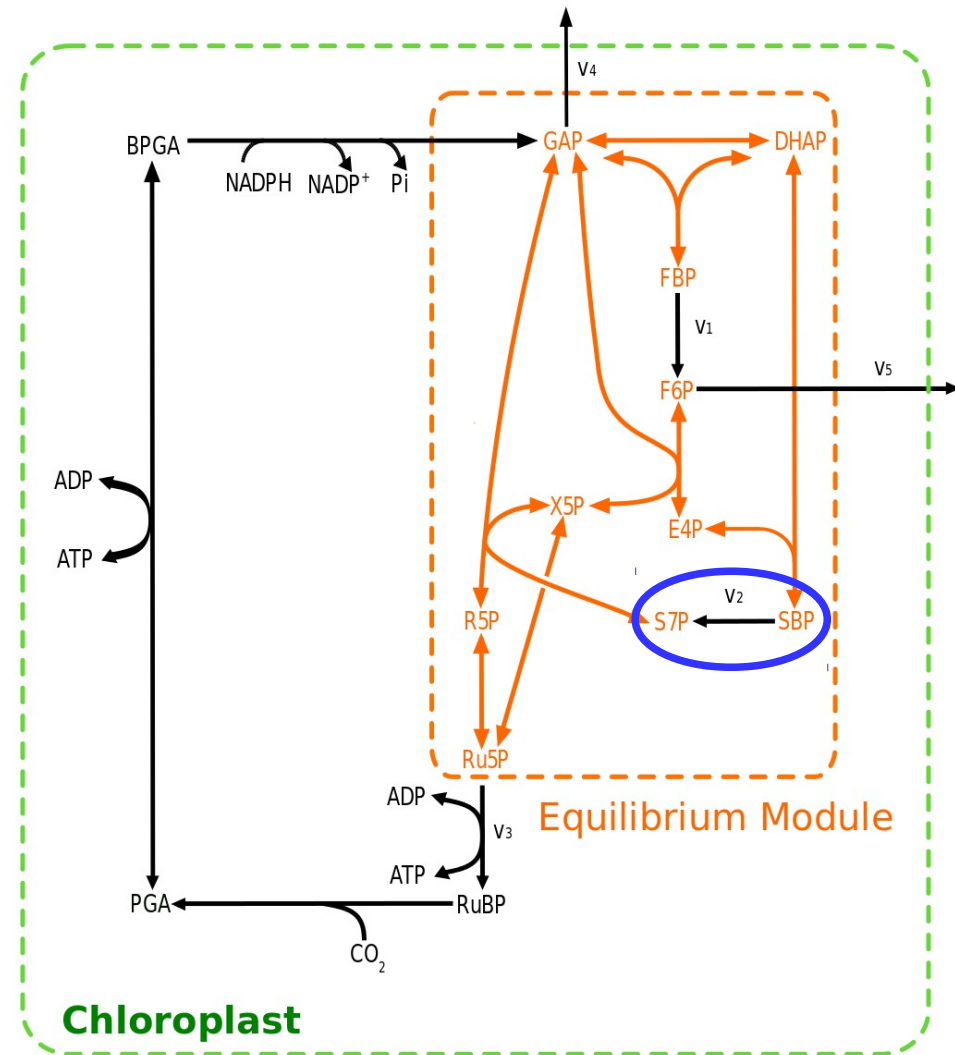 v4
BPGA
GAP
DHAP
NADPH
NADP+
Pi
FBP
v1
F6P
v5
ADP
ATP
X5P
E4P
v2
R5P
S7P
SBP
Ru5P
ADP
v3
ATP
Equilibrium Module
PGA
RuBP
CO2
Chloroplast